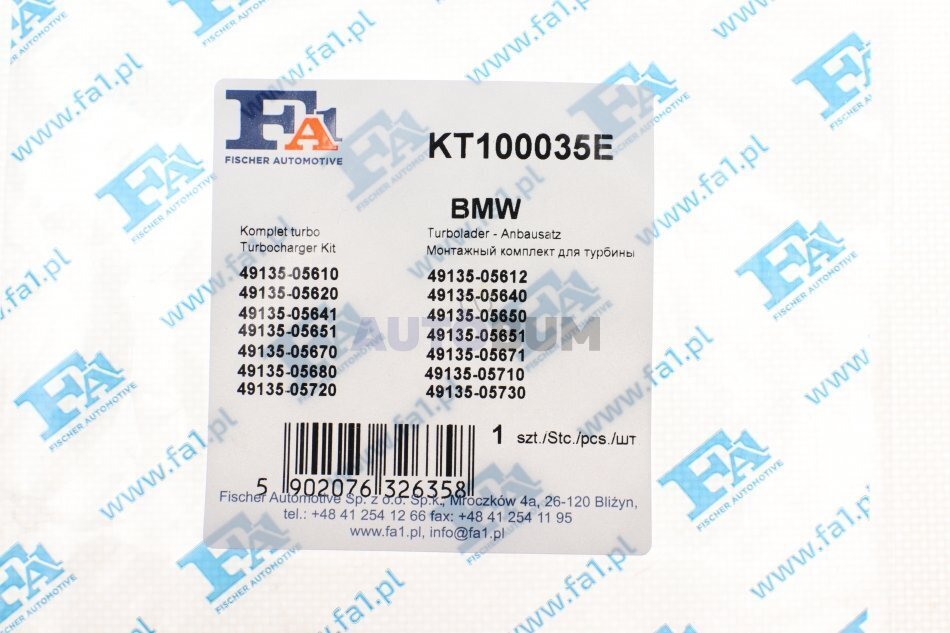 FA1
FISCHER AUTOMOTIVE
KT100035E
BMW
Komplet turbo
Turbocharger Kit
Turbolader - Anbausatz
Монтажный комплект для турбины
49135-05610
49135-05620
49135-05641
49135-05651
49135-05670
49135-05680
49135-05720
49135-05612
49135-05640
49135-05650
49135-05651
49135-05671
49135-05710
49135-05730
1 szt./Stc./pcs./шт
5 902076 326358
Fischer Automotive Sp. z o.o. Sp.k., Mroczków 4a, 26-120 Bliżyn,
tel.: +48 41 254 12 66 fax: +48 41 254 11 95
www.fa1.pl, info@fa1.pl
www.fa1.pl
FA1
FISCHER AUTOMOTIVE